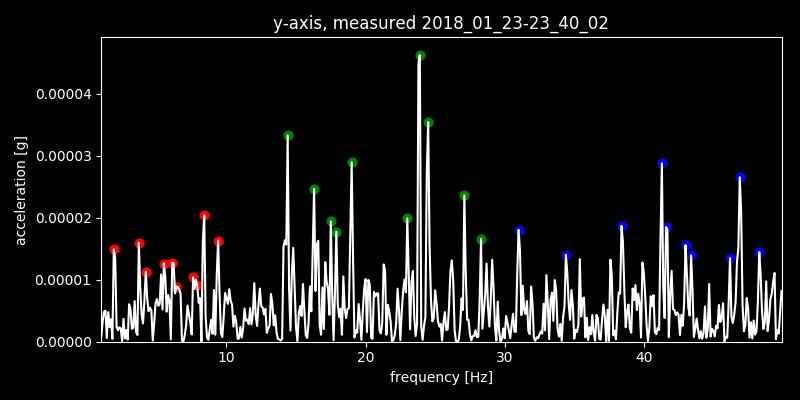 y-axis, measured 2018_01_23-23_40_02
0.00004
0.00003
0.00002
0.00001
0.00000
acceleration [g]
10 20 30 40
frequency [Hz]